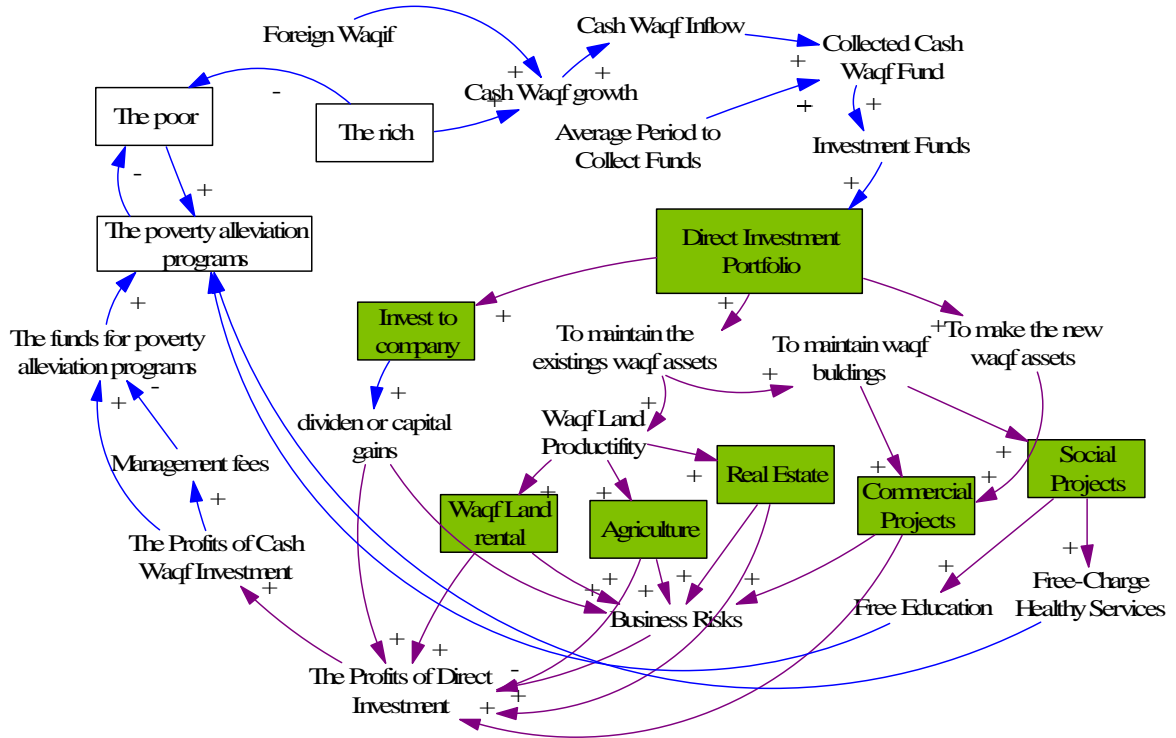 Foreign Waqif
Cash Waqf Inflow
Collected Cash
Waqf Fund
+
+
+
-
Cash Waqf growth
+
+
+
The poor
The rich
Average Period to
Collect Funds
Investment Funds
-
+
+
The poverty alleviation
programs
Direct Investment
Portfolio
+
+
+
+
Invest to
company
The funds for poverty
alleviation programs
To maintain the
existings waqf assets
To maintain waqf
buldings
To make the new
waqf assets
-
+
+
+
+
dividen or capital
gains
Waqf Land
Productifity
Management fees
Real Estate
+
+
+
+
Social
Projects
Waqf Land
rental
+
+
+
Agriculture
Commercial
Projects
The Profits of Cash
Waqf Investment
+
+
+
+
+
+
+
+
Free Education
Free-Charge
Healthy Services
Business Risks
+
+
The Profits of Direct
Investment
-
+
+